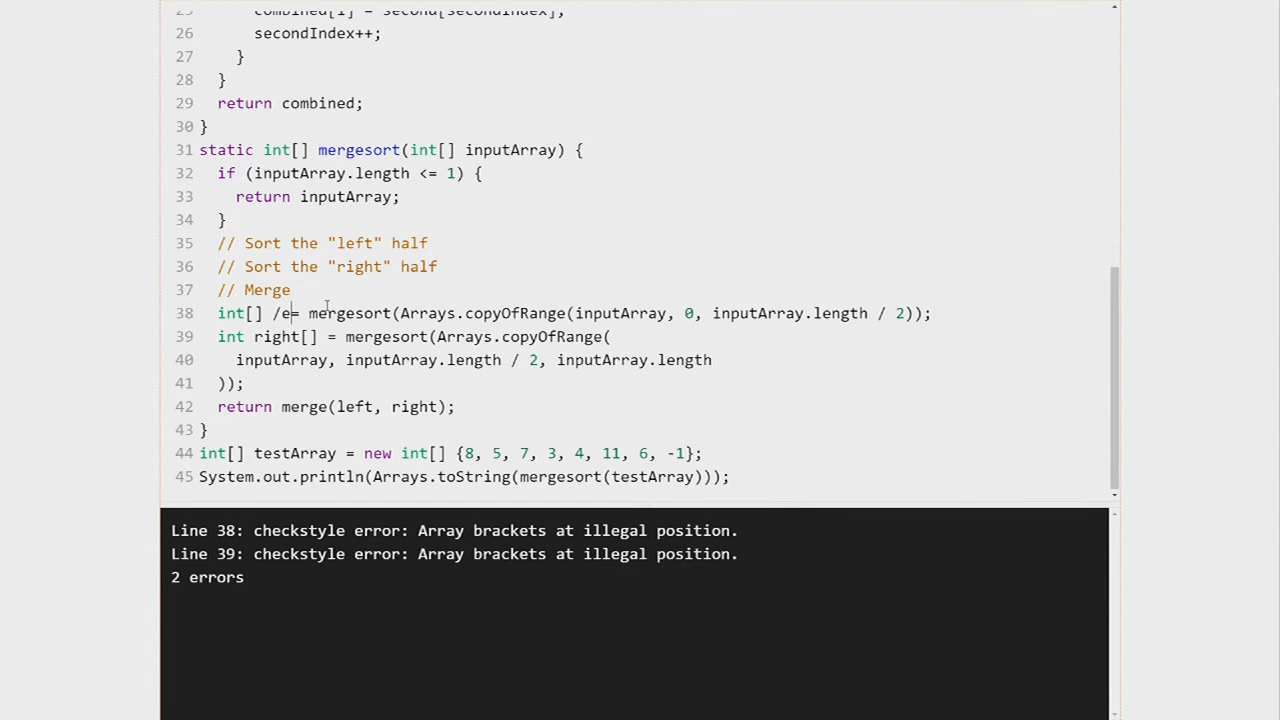 25 combined[i] = second[secondIndex];
26 secondIndex++;
27 }
28 }
29 return combined;
30 }
31 static int[] mergesort(int[] inputArray) {
32 if (inputArray.length <= 1) {
33 return inputArray;
34 }
35 // Sort the "left" half
36 // Sort the "right" half
37 // Merge
38 int[] /e= mergesort(Arrays.copyOfRange(inputArray, 0, inputArray.length / 2));
39 int right[] = mergesort(Arrays.copyOfRange(
40 inputArray, inputArray.length / 2, inputArray.length
41 ));
42 return merge(left, right);
43 }
44 int[] testArray = new int[] {8, 5, 7, 3, 4, 11, 6, -1};
45 System.out.println(Arrays.toString(mergesort(testArray)));
Line 38: checkstyle error: Array brackets at illegal position.
Line 39: checkstyle error: Array brackets at illegal position.
2 errors